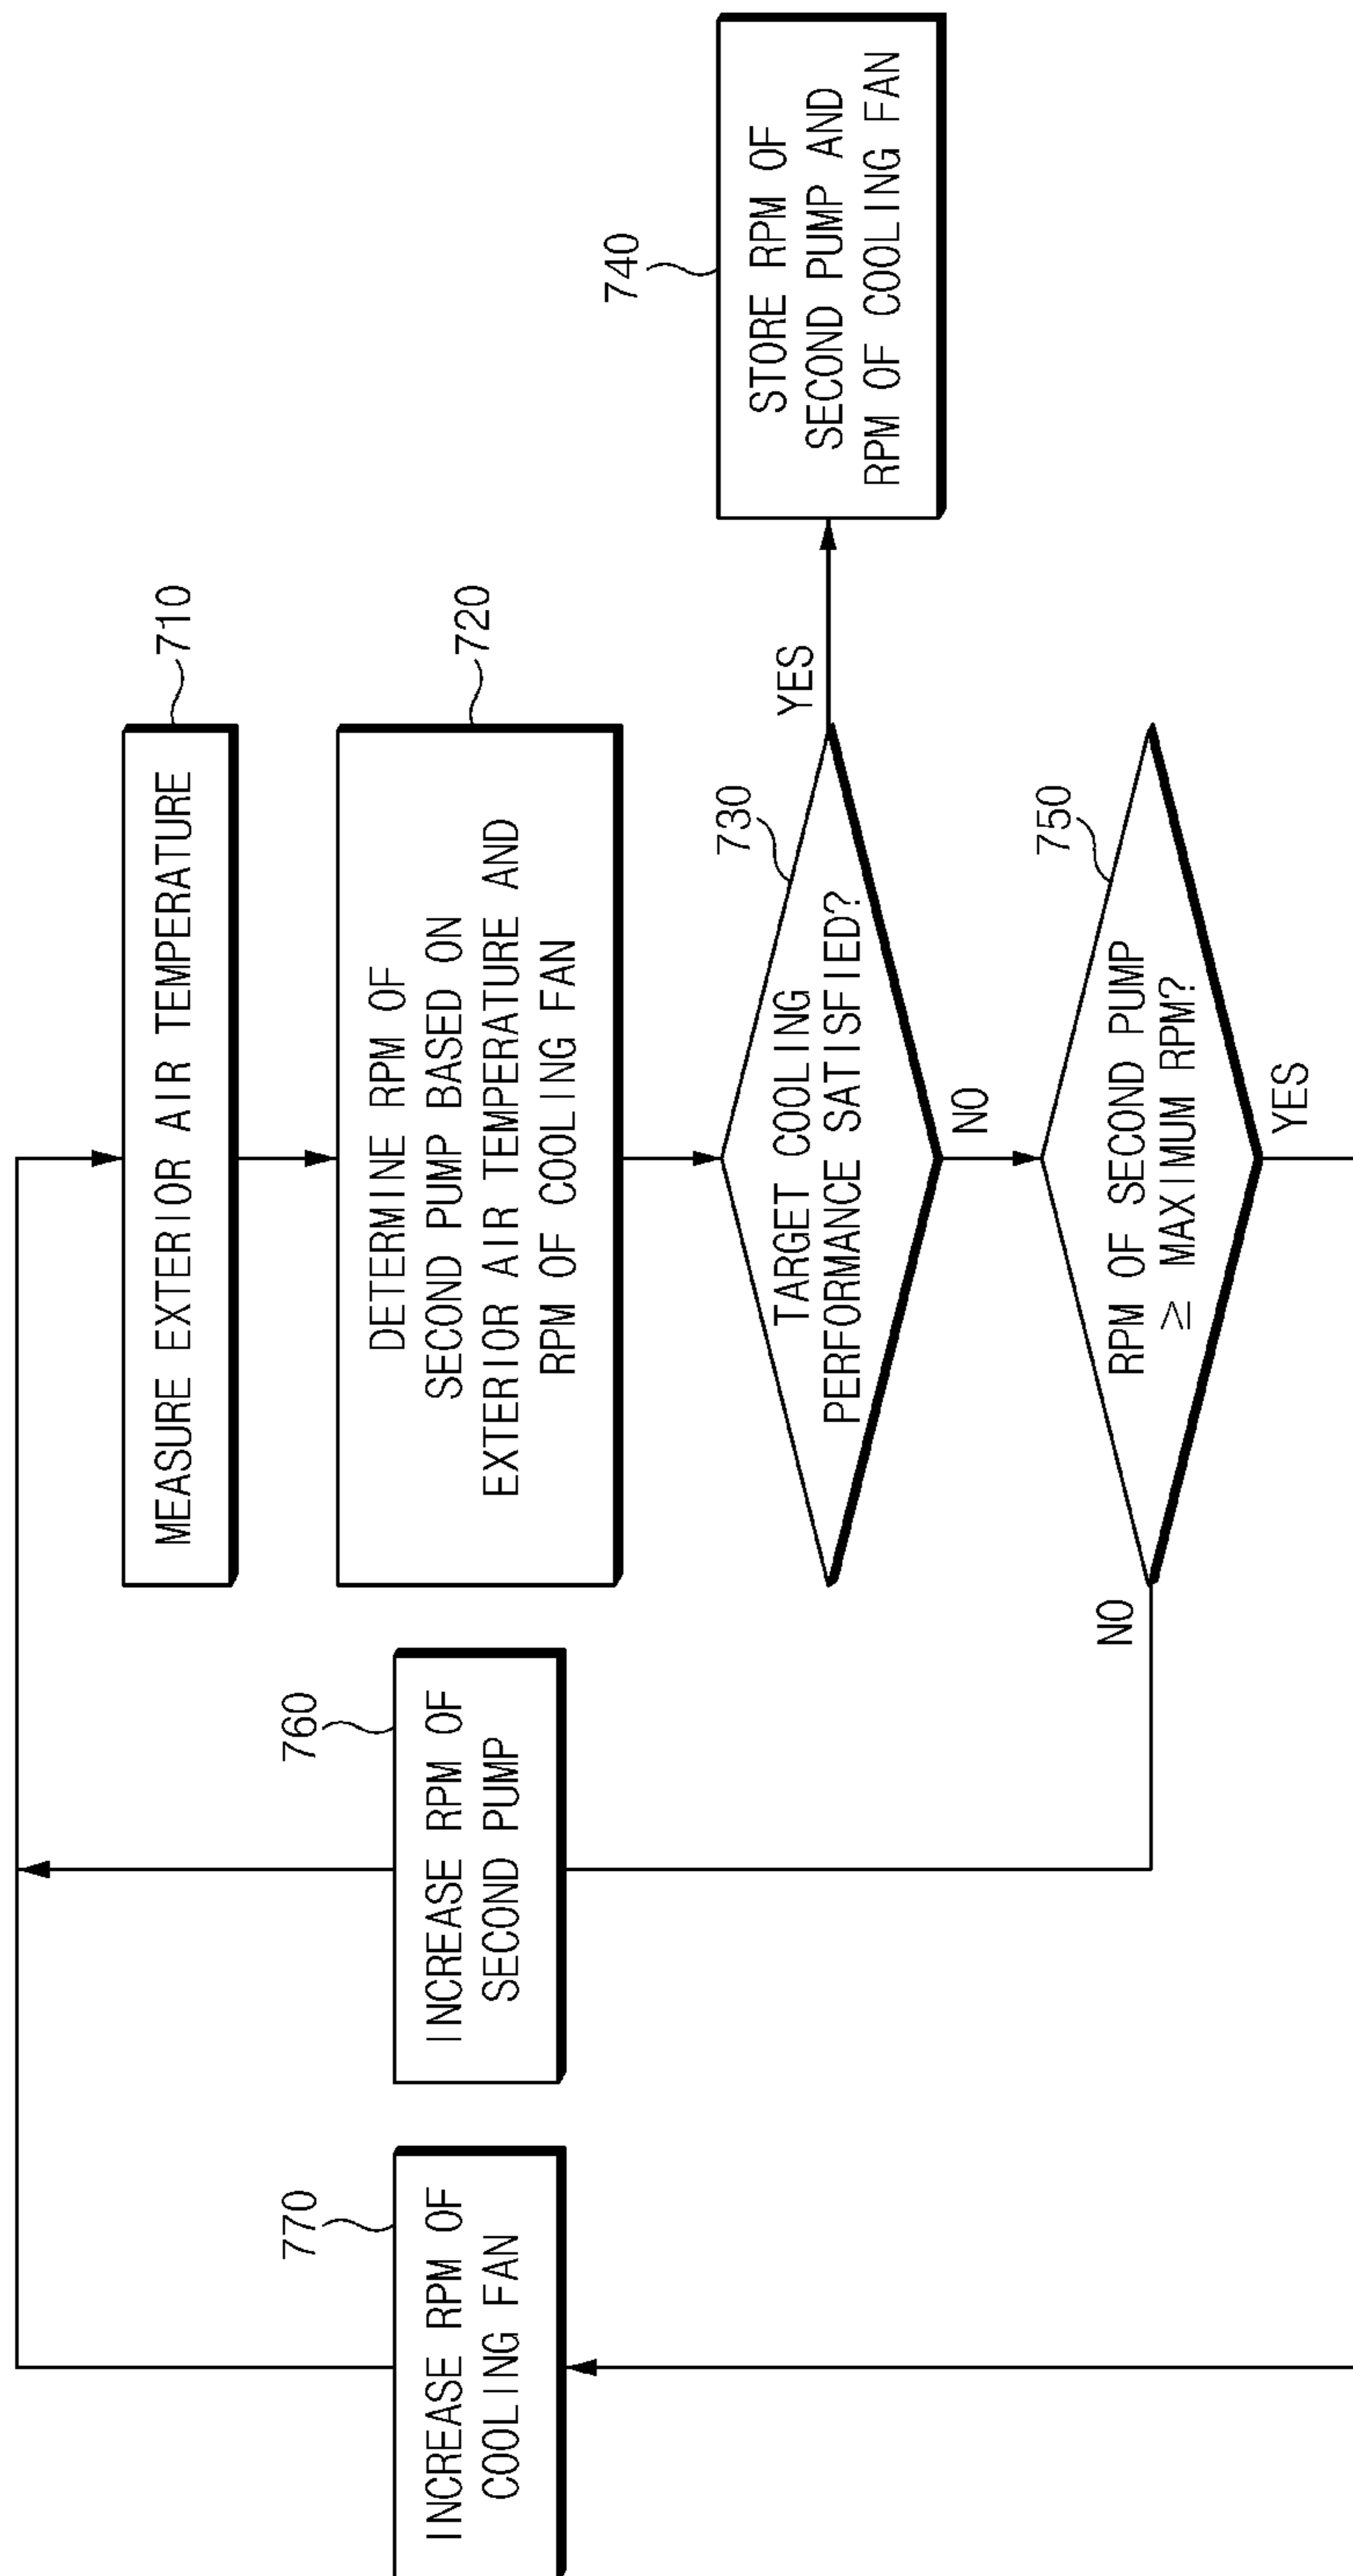 710
MEASURE EXTERIOR AIR TEMPERATURE
720
DETERMINE RPM OF
SECOND PUMP BASED ON
EXTERIOR AIR TEMPERATURE AND
RPM OF COOLING FAN
730
TARGET COOLING
PERFORMANCE SATISFIED?
YES
NO
740
STORE RPM OF
SECOND PUMP AND
RPM OF COOLING FAN
750
RPM OF SECOND PUMP
≥ MAXIMUM RPM?
NO
YES
760
INCREASE RPM OF
SECOND PUMP
770
INCREASE RPM OF
COOLING FAN